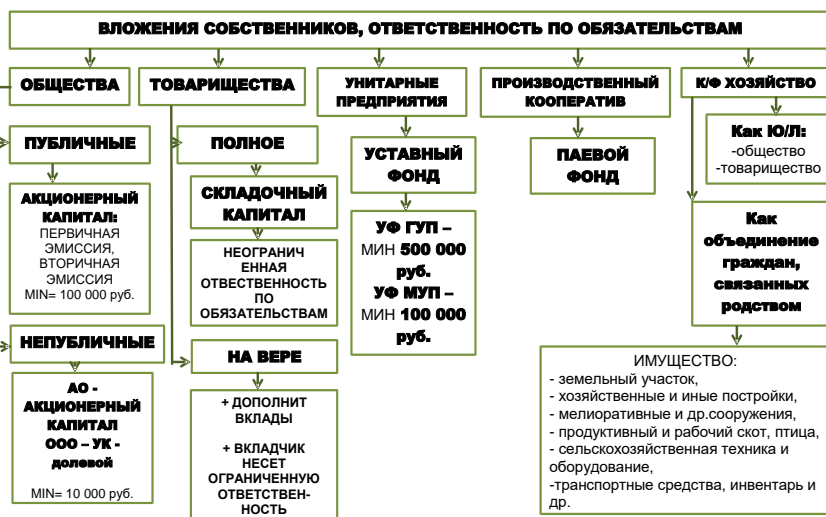 ВЛОЖЕНИЯ СОБСТВЕННИКОВ, ОТВЕТСТВЕННОСТЬ ПО ОБЯЗАТЕЛЬСТВАМ
ОБЩЕСТВА
ПУБЛИЧНЫЕ
АКЦИОНЕРНЫЙ
КАПИТАЛ:
ПЕРВИЧНАЯ
ЭМИССИЯ,
ВТОРИЧНАЯ
ЭМИССИЯ
MIN= 100 000 руб.
НЕПУБЛИЧНЫЕ
АО -
АКЦИОНЕРНЫЙ
КАПИТАЛ
ООО – УК -
долевой
MIN= 10 000 руб.
ТОВАРИЩЕСТВА
ПОЛНОЕ
СКЛАДОЧНЫЙ
КАПИТАЛ
НЕОГРАНИЧ
ЕННАЯ
ОТВЕСТВЕННОСТЬ
ПО
ОБЯЗАТЕЛЬСТВАМ
НА ВЕРЕ
+ ДОПОЛНИТ
ВКЛАДЫ
+ ВКЛАДЧИК
НЕСЕТ
ОГРАНИЧЕННУЮ
ОТВЕТСТВЕН-
НОСТЬ
УНИТАРНЫЕ
ПРЕДПРИЯТИЯ
УСТАВНЫЙ
ФОНД
УФ ГУП –
МИН 500 000
руб.
УФ МУП –
МИН 100 000
руб.
ПРОИЗВОДСТВЕННЫЙ
КООПЕРАТИВ
ПАЕВОЙ
ФОНД
К/Ф ХОЗЯЙСТВО
Как Ю/Л:
-общество
-товарищество
Как
объединение
граждан,
связанных
родством
ИМУЩЕСТВО:
- земельный участок,
- хозяйственные и иные постройки,
- мелиоративные и др.сооружения,
- продуктивный и рабочий скот, птица,
- сельскохозяйственная техника и
оборудование,
-транспортные средства, инвентарь и
др.